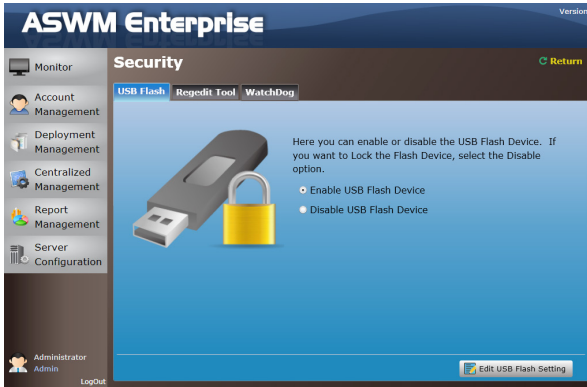 ASWM Enterprise
Version
Monitor
Account
Management
Deployment
Management
Centralized
Management
Report
Management
Server
Configuration
Administrator
Admin
LogOut
Security
Return
USB Flash
Regedit Tool
WatchDog
Here you can enable or disable the USB Flash Device. If
you want to Lock the Flash Device, select the Disable
option.
Enable USB Flash Device
Disable USB Flash Device
Edit USB Flash Setting